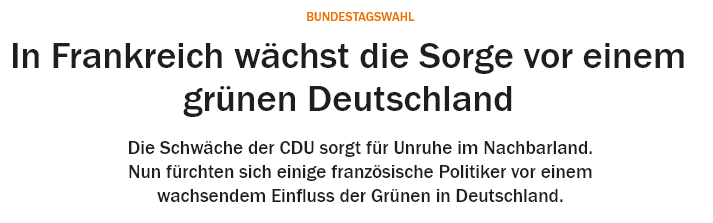 BUNDESTAGSWAHL
In Frankreich wächst die Sorge vor einem
grünen Deutschland
Die Schwäche der CDU sorgt für Unruhe im Nachbarland.
Nun fürchten sich einige französische Politiker vor einem
wachsendem Einfluss der Grünen in Deutschland.